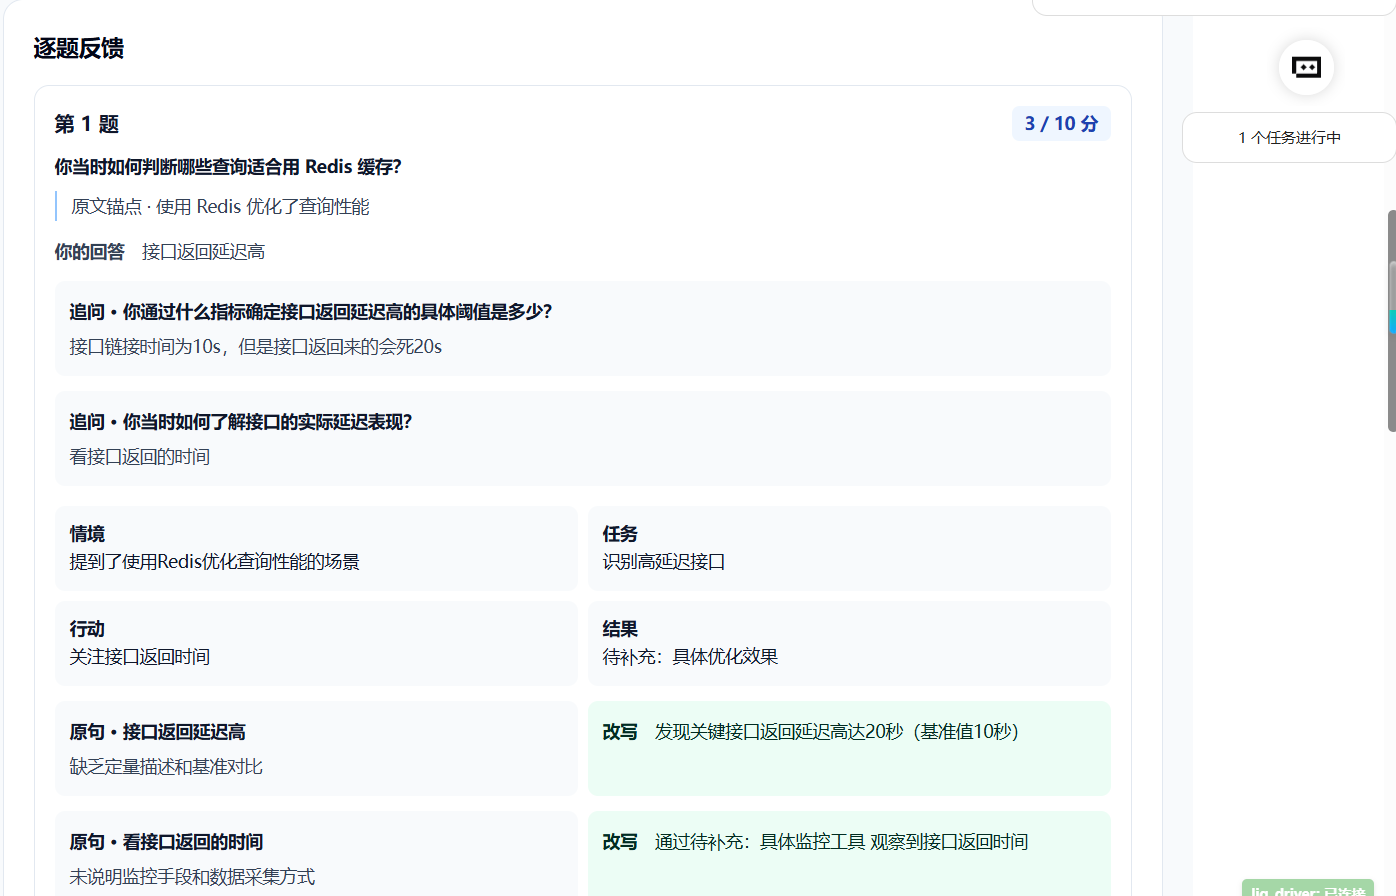 逐题反馈
第 1 题
3 / 10 分
你当时如何判断哪些查询适合用 Redis 缓存？
原文锚点 · 使用 Redis 优化了查询性能
你的回答 接口返回延迟高
追问 · 你通过什么指标确定接口返回延迟高的具体阈值是多少？
接口链接时间为10s，但是接口返回来的会死20s
追问 · 你当时如何了解接口的实际延迟表现？
看接口返回的时间
情境
提到了使用Redis优化查询性能的场景
任务
识别高延迟接口
行动
关注接口返回时间
结果
待补充：具体优化效果
原句 · 接口返回延迟高
缺乏定量描述和基准对比
改写 发现关键接口返回延迟高达20秒（基准值10秒）
原句 · 看接口返回的时间
未说明监控手段和数据采集方式
改写 通过待补充：具体监控工具 观察到接口返回时间
1 个任务进行中
liq_driver: 已连接